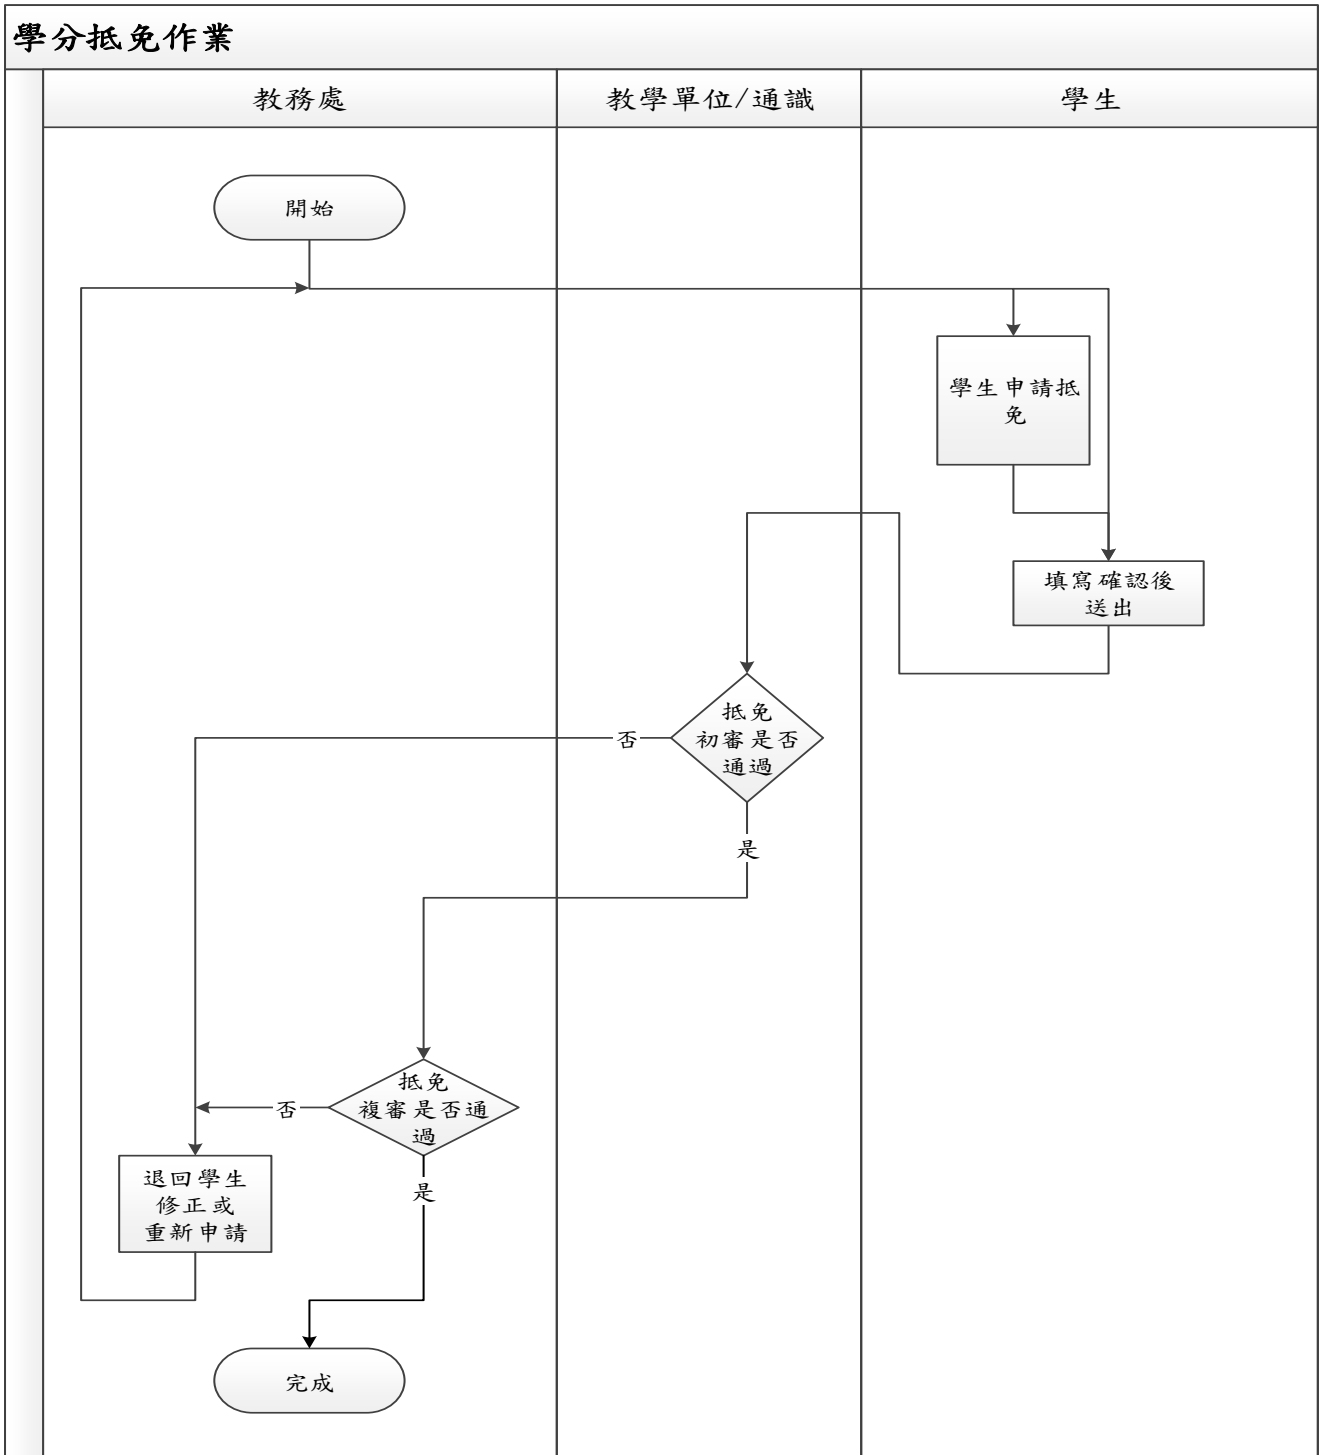 學分抵免作業
教務處
教學單位/通識
學生
開始
學生申請抵
免
填寫確認後
送出
抵免
初審是否
通過
否
是
抵免
複審是否通
過
否
是
退回學生
修正或
重新申請
完成